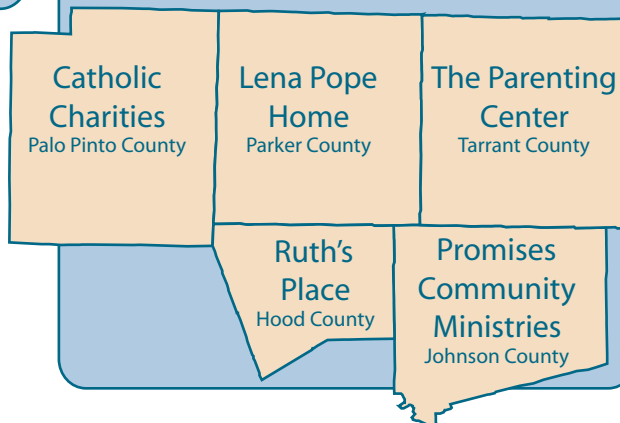 Catholic
Charities
Palo Pinto County
Lena Pope
Home
Parker County
The Parenting
Center
Tarrant County
Ruth's
Place
Hood County
Promises
Community
Ministries
Johnson County